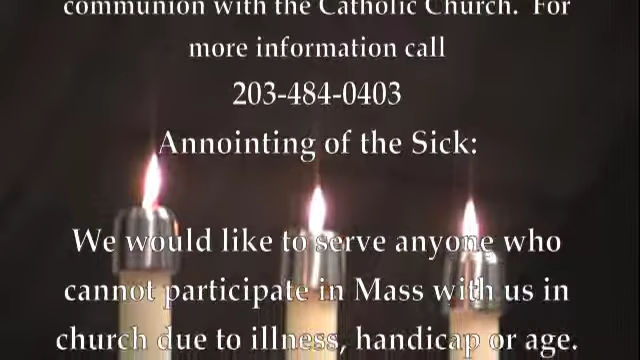 communion with the Catholic Church.  For
more information call
203-484-0403
Annointing of the Sick:
We would like to serve anyone who
cannot participate in Mass with us in
church due to illness, handicap or age.